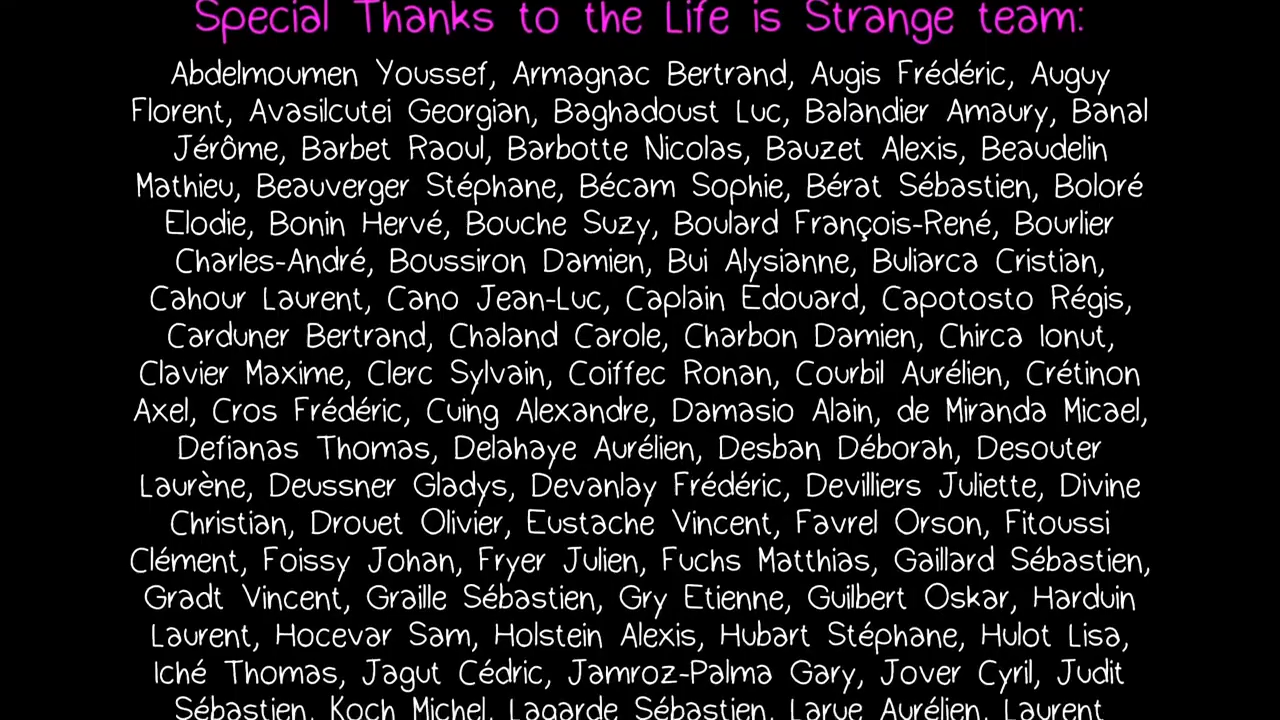 Special Thanks to the Life is Strange team:
Abdelmoumen Youssef, Armagnac Bertrand, Augis Frédéric, Auguy
Florent, Avasilcutei Georgian, Baghadoust Luc, Balandier Amaury, Banal
Jérôme, Barbet Raoul, Barbotte Nicolas, Bauzet Alexis, Beaudelin
Mathieu, Beauverger Stéphane, Bécam Sophie, Bérat Sébastien, Boloré
Elodie, Bonin Hervé, Bouche Suzy, Boulard François-René, Bourlier
Charles-André, Boussiron Damien, Bui Alysianne, Buliarca Cristian,
Cahour Laurent, Cano Jean-Luc, Caplain Edouard, Capotosto Régis,
Carduner Bertrand, Chaland Carole, Charbon Damien, Chirca Ionut,
Clavier Maxime, Clerc Sylvain, Coiffec Ronan, Courbil Aurélien, Crétinon
Axel, Cros Frédéric, Cuing Alexandre, Damasio Alain, de Miranda Micael,
Defianas Thomas, Delahaye Aurélien, Desban Déborah, Desouter
Laurène, Deussner Gladys, Devanlay Frédéric, Devilliers Juliette, Divine
Christian, Drouet Olivier, Eustache Vincent, Favrel Orson, Fitoussi
Clément, Foissy Johan, Fryer Julien, Fuchs Matthias, Gaillard Sébastien,
Gradt Vincent, Graille Sébastien, Gry Etienne, Guilbert Oskar, Harduin
Laurent, Hocevar Sam, Holstein Alexis, Hubart Stéphane, Hulot Lisa,
Iché Thomas, Jagut Cédric, Jamroz-Palma Gary, Jover Cyril, Judit
Sébastien, Koch Michel, Lagarde Sébastien, Larue Aurélien, Laurent